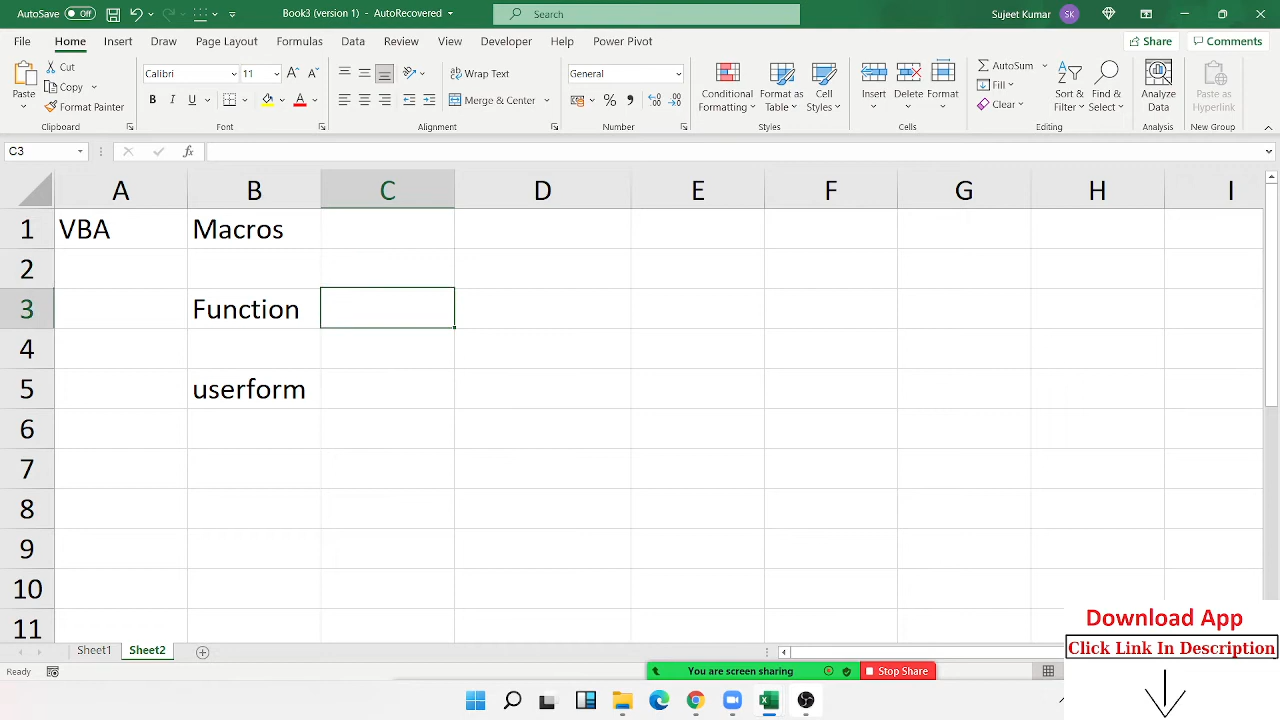 AutoSave Off Book3 (version 1) - AutoRecovered Search Sujeet Kumar SK
File Home Insert Draw Page Layout Formulas Data Review View Developer Help Power Pivot Share Comments
Paste Cut Copy Format Painter
Clipboard
Calibri 11
B I U
Font
Wrap Text
Merge & Center
Alignment
General
Number
Conditional Formatting Format as Table Cell Styles
Styles
Insert Delete Format
Cells
AutoSum
Fill
Clear
Sort & Filter Find & Select
Editing
Analyze Data
Analysis
Paste as Hyperlink
New Group
C3 fx
A B C D E F G H I
1 VBA Macros
2
3 Function
4
5 userform
6
7
8
9
10
11
Download App
Click Link In Description
Sheet1 Sheet2
Ready You are screen sharing Stop Share